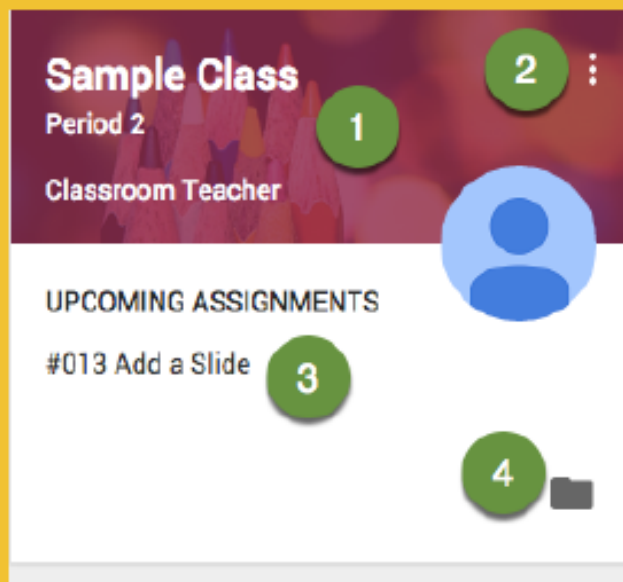 Sample Class
2
Period 2
1
Classroom Teacher
UPCOMING ASSIGNMENTS
#013 Add a Slide
3
4